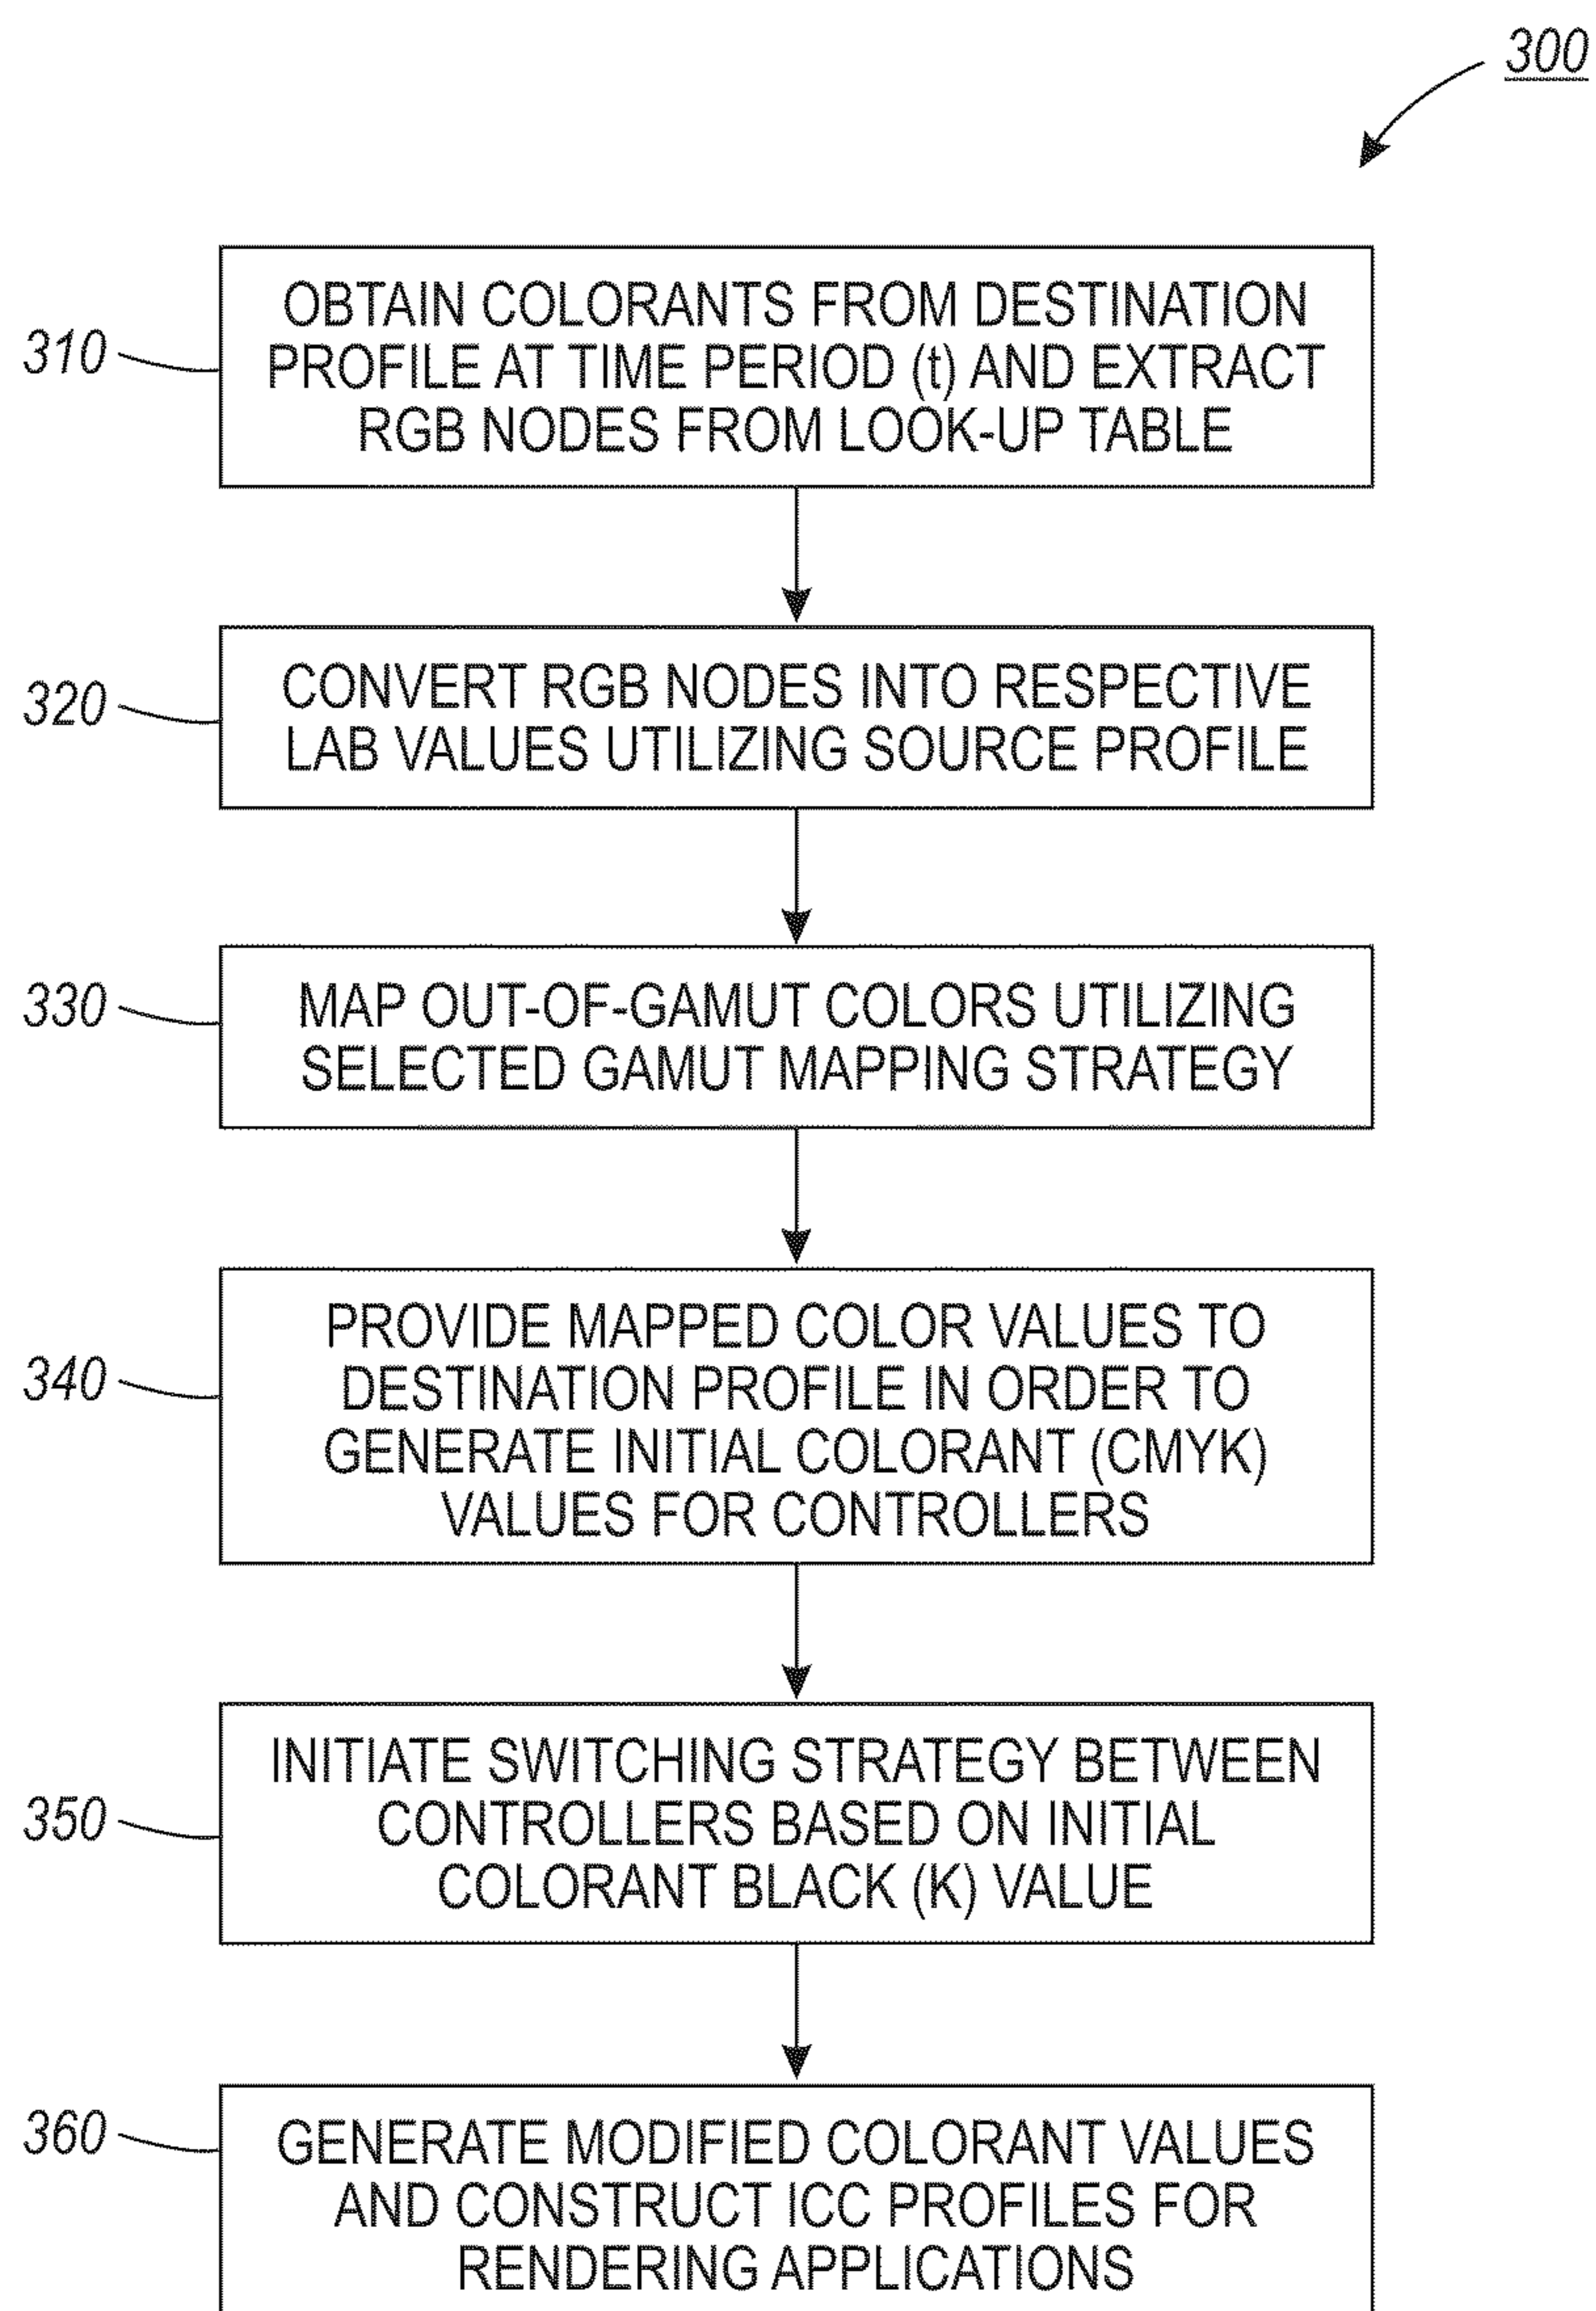 300
310
OBTAIN COLORANTS FROM DESTINATION
PROFILE AT TIME PERIOD (t) AND EXTRACT
RGB NODES FROM LOOK-UP TABLE
320
CONVERT RGB NODES INTO RESPECTIVE
LAB VALUES UTILIZING SOURCE PROFILE
330
MAP OUT-OF-GAMUT COLORS UTILIZING
SELECTED GAMUT MAPPING STRATEGY
340
PROVIDE MAPPED COLOR VALUES TO
DESTINATION PROFILE IN ORDER TO
GENERATE INITIAL COLORANT (CMYK)
VALUES FOR CONTROLLERS
350
INITIATE SWITCHING STRATEGY BETWEEN
CONTROLLERS BASED ON INITIAL
COLORANT BLACK (K) VALUE
360
GENERATE MODIFIED COLORANT VALUES
AND CONSTRUCT ICC PROFILES FOR
RENDERING APPLICATIONS